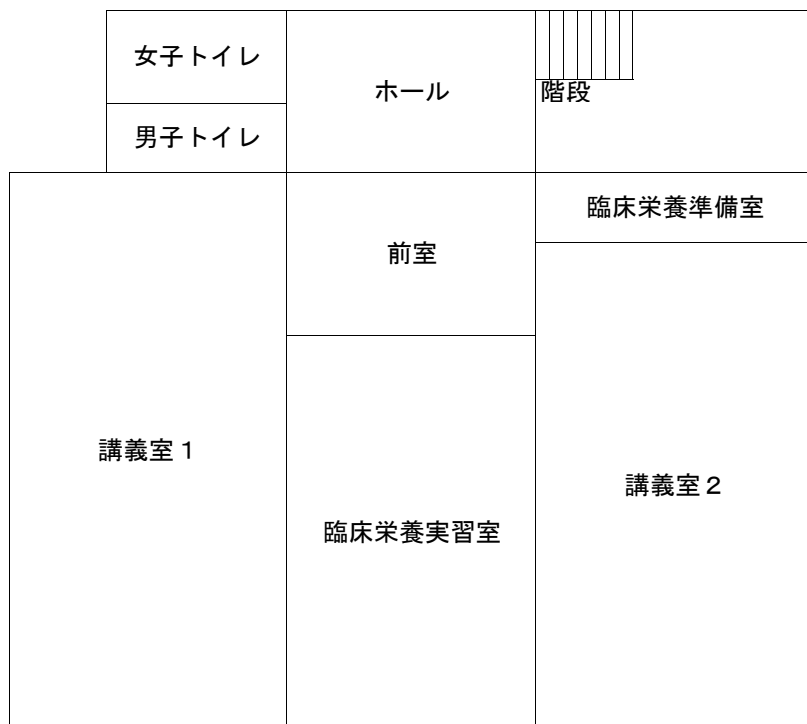 女子トイレ
ホール
階段
男子トイレ
臨床栄養準備室
前室
講義室１
講義室２
臨床栄養実習室